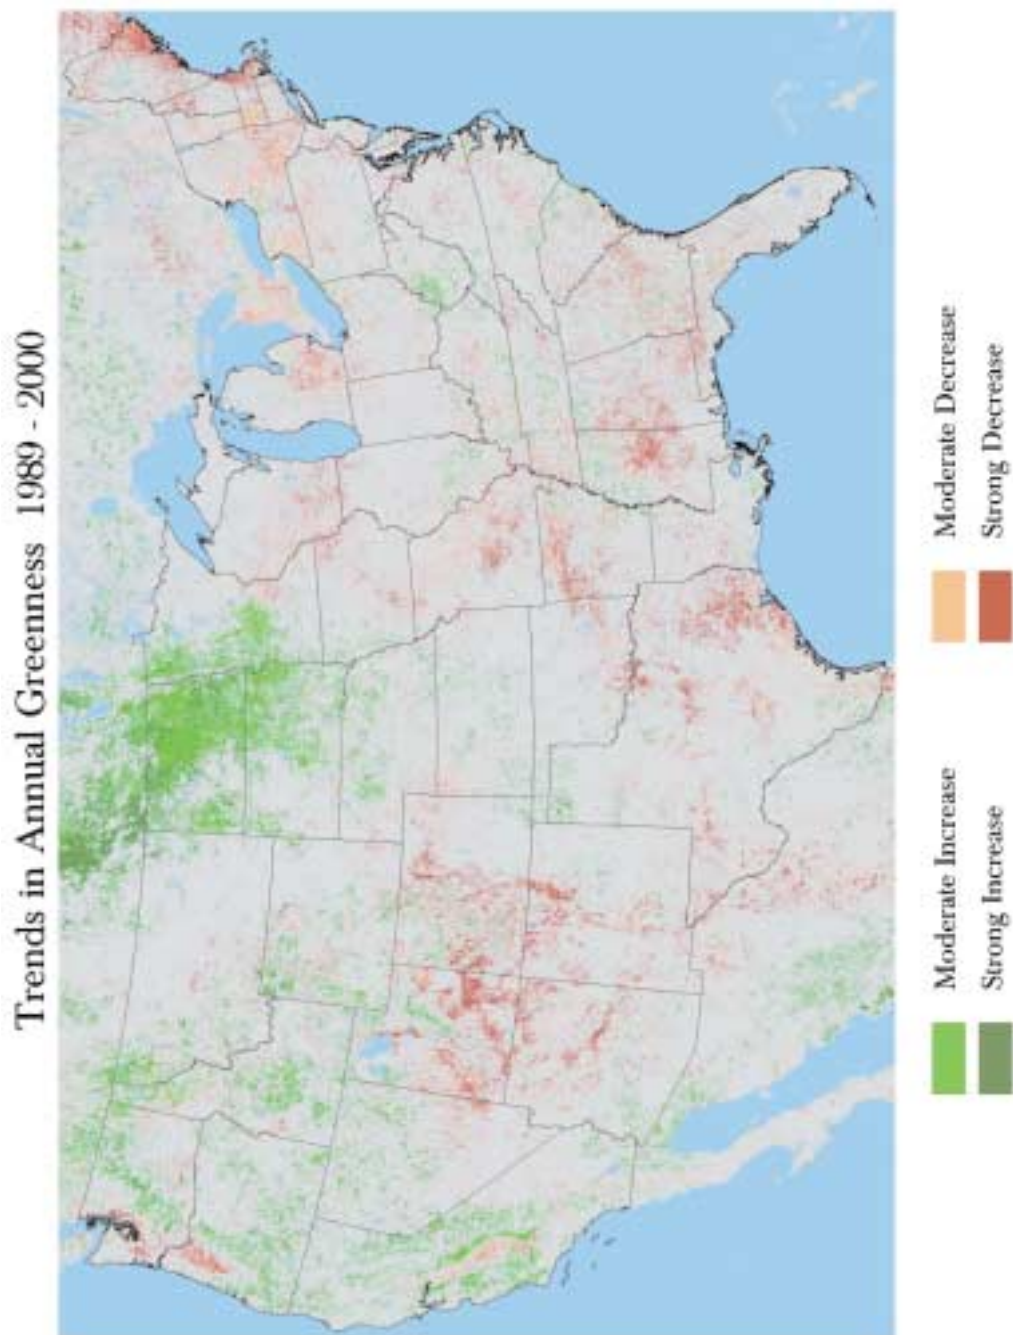 Trends in Annual Greenness 1989 - 2000
Moderate Increase
Strong Increase
Moderate Decrease
Strong Decrease